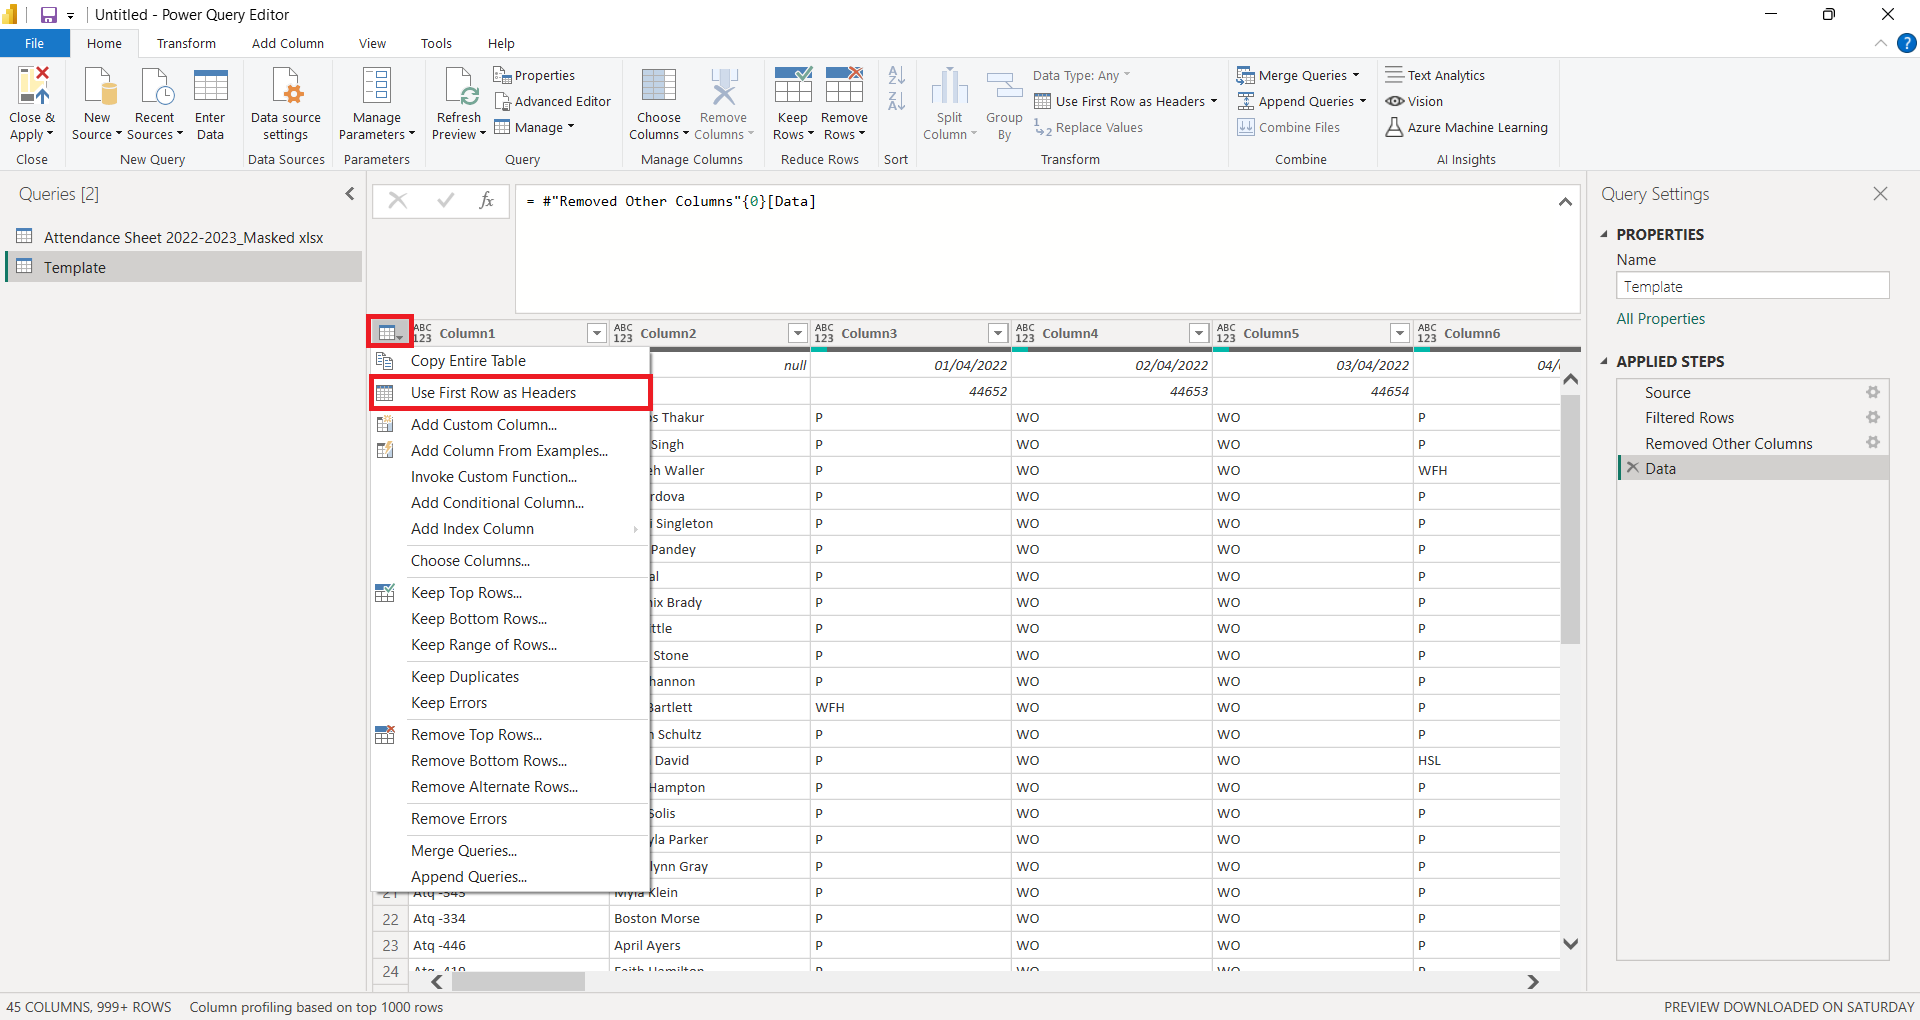 Untitled - Power Query Editor
File Home Transform Add Column View Tools Help
Close & Apply
Close
New Source
Recent Sources
Enter Data
New Query
Data source settings
Data Sources
Manage Parameters
Parameters
Refresh Preview
Properties
Advanced Editor
Manage
Query
Choose Columns
Remove Columns
Manage Columns
Keep Rows
Remove Rows
Reduce Rows
Sort
Split Column
Group By
Data Type: Any
Use First Row as Headers
Replace Values
Transform
Merge Queries
Append Queries
Combine Files
Combine
Text Analytics
Vision
Azure Machine Learning
AI Insights
Queries [2]
Attendance Sheet 2022-2023_Masked xlsx
Template
fx
= #"Removed Other Columns"{0}[Data]
ABC 123 Column1 ABC 123 Column2 ABC 123 Column3 ABC 123 Column4 ABC 123 Column5 ABC 123 Column6
Copy Entire Table
Use First Row as Headers
Add Custom Column...
Add Column From Examples...
Invoke Custom Function...
Add Conditional Column...
Add Index Column
Choose Columns...
Keep Top Rows...
Keep Bottom Rows...
Keep Range of Rows...
Keep Duplicates
Keep Errors
Remove Top Rows...
Remove Bottom Rows...
Remove Alternate Rows...
Remove Errors
Merge Queries...
Append Queries...
null 01/04/2022 02/04/2022 03/04/2022 04/
44652 44653 44654
Thakur P WO WO P
Singh P WO WO P
Waller P WO WO WFH
rdova P WO WO P
Singleton P WO WO P
Pandey P WO WO P
al P WO WO P
Brady P WO WO P
ttle P WO WO P
Stone P WO WO P
hannon P WO WO P
Bartlett WFH WO WO P
Schultz P WO WO P
David P WO WO HSL
Hampton P WO WO P
Solis P WO WO P
yla Parker P WO WO P
lynn Gray P WO WO P
21 Atq -343 Myla Klein P WO WO P
22 Atq -334 Boston Morse P WO WO P
23 Atq -446 April Ayers P WO WO P
24 Atq -419 Faith Hamilton P WO WO P
Query Settings
PROPERTIES
Name
Template
All Properties
APPLIED STEPS
Source
Filtered Rows
Removed Other Columns
Data
45 COLUMNS, 999+ ROWS Column profiling based on top 1000 rows
PREVIEW DOWNLOADED ON SATURDAY